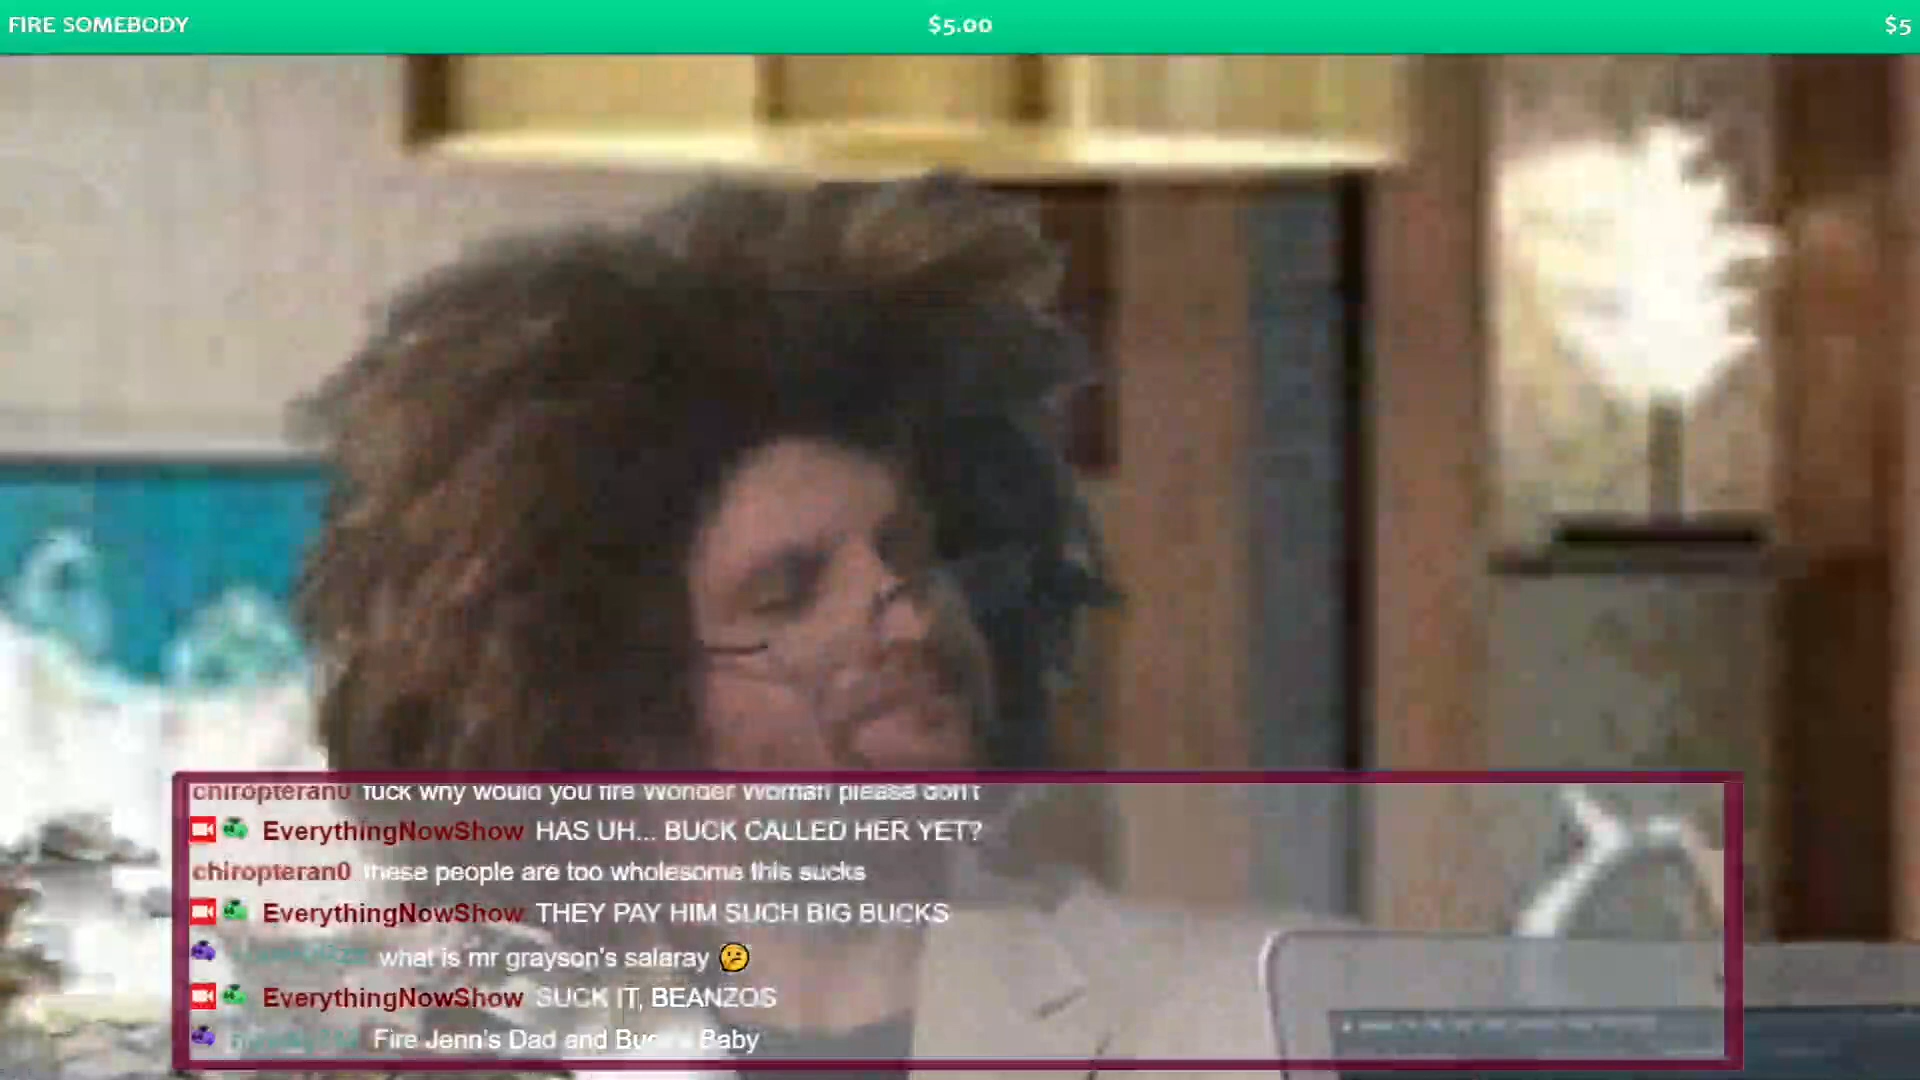 FIRE SOMEBODY $5.00 $5
chiropteran0 fuck why would you fire Wonder Woman please don't
EverythingNowShow HAS UH... BUCK CALLED HER YET?
chiropteran0 these people are too wholesome this sucks
EverythingNowShow THEY PAY HIM SUCH BIG BUCKS
what is mr grayson's salaray 🫤
EverythingNowShow SUCK IT, BEANZOS
Fire Jenn's Dad and Buck's Baby